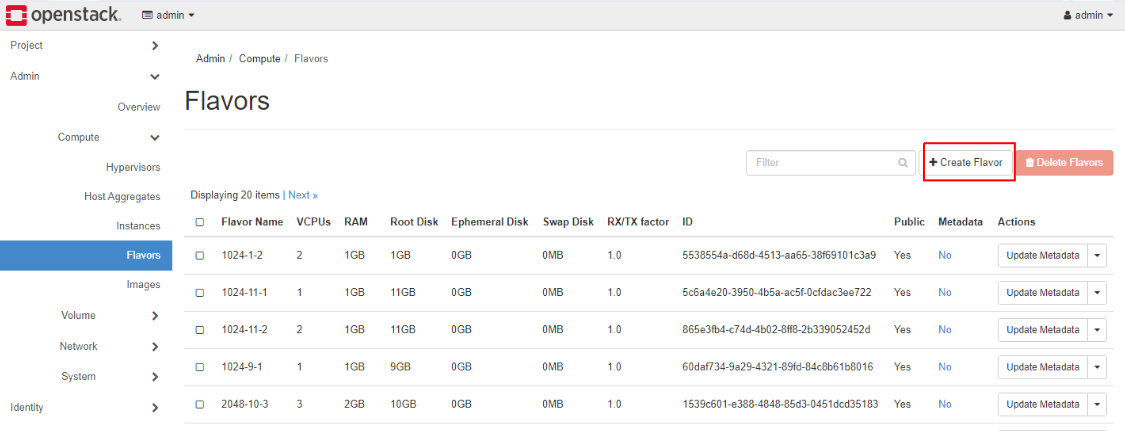 openstack. admin admin
Project
Admin
Overview
Compute
Hypervisors
Host Aggregates
Instances
Flavors
Images
Volume
Network
System
Identity
Admin / Compute / Flavors
Flavors
Filter + Create Flavor Delete Flavors
Displaying 20 items | Next »
Flavor Name VCPUs RAM Root Disk Ephemeral Disk Swap Disk RX/TX factor ID Public Metadata Actions
1024-1-2 2 1GB 1GB 0GB 0MB 1.0 5538554a-d68d-4513-aa65-38f69101c3a9 Yes No Update Metadata
1024-11-1 1 1GB 11GB 0GB 0MB 1.0 5c6a4e20-3950-4b5a-ac5f-0cfdac3ee722 Yes No Update Metadata
1024-11-2 2 1GB 11GB 0GB 0MB 1.0 865e3fb4-c74d-4b02-8ff8-2b339052452d Yes No Update Metadata
1024-9-1 1 1GB 9GB 0GB 0MB 1.0 60daf734-9a29-4321-89fd-84c8b61b8016 Yes No Update Metadata
2048-10-3 3 2GB 10GB 0GB 0MB 1.0 1539c601-e388-4848-85d3-0451dcd35183 Yes No Update Metadata